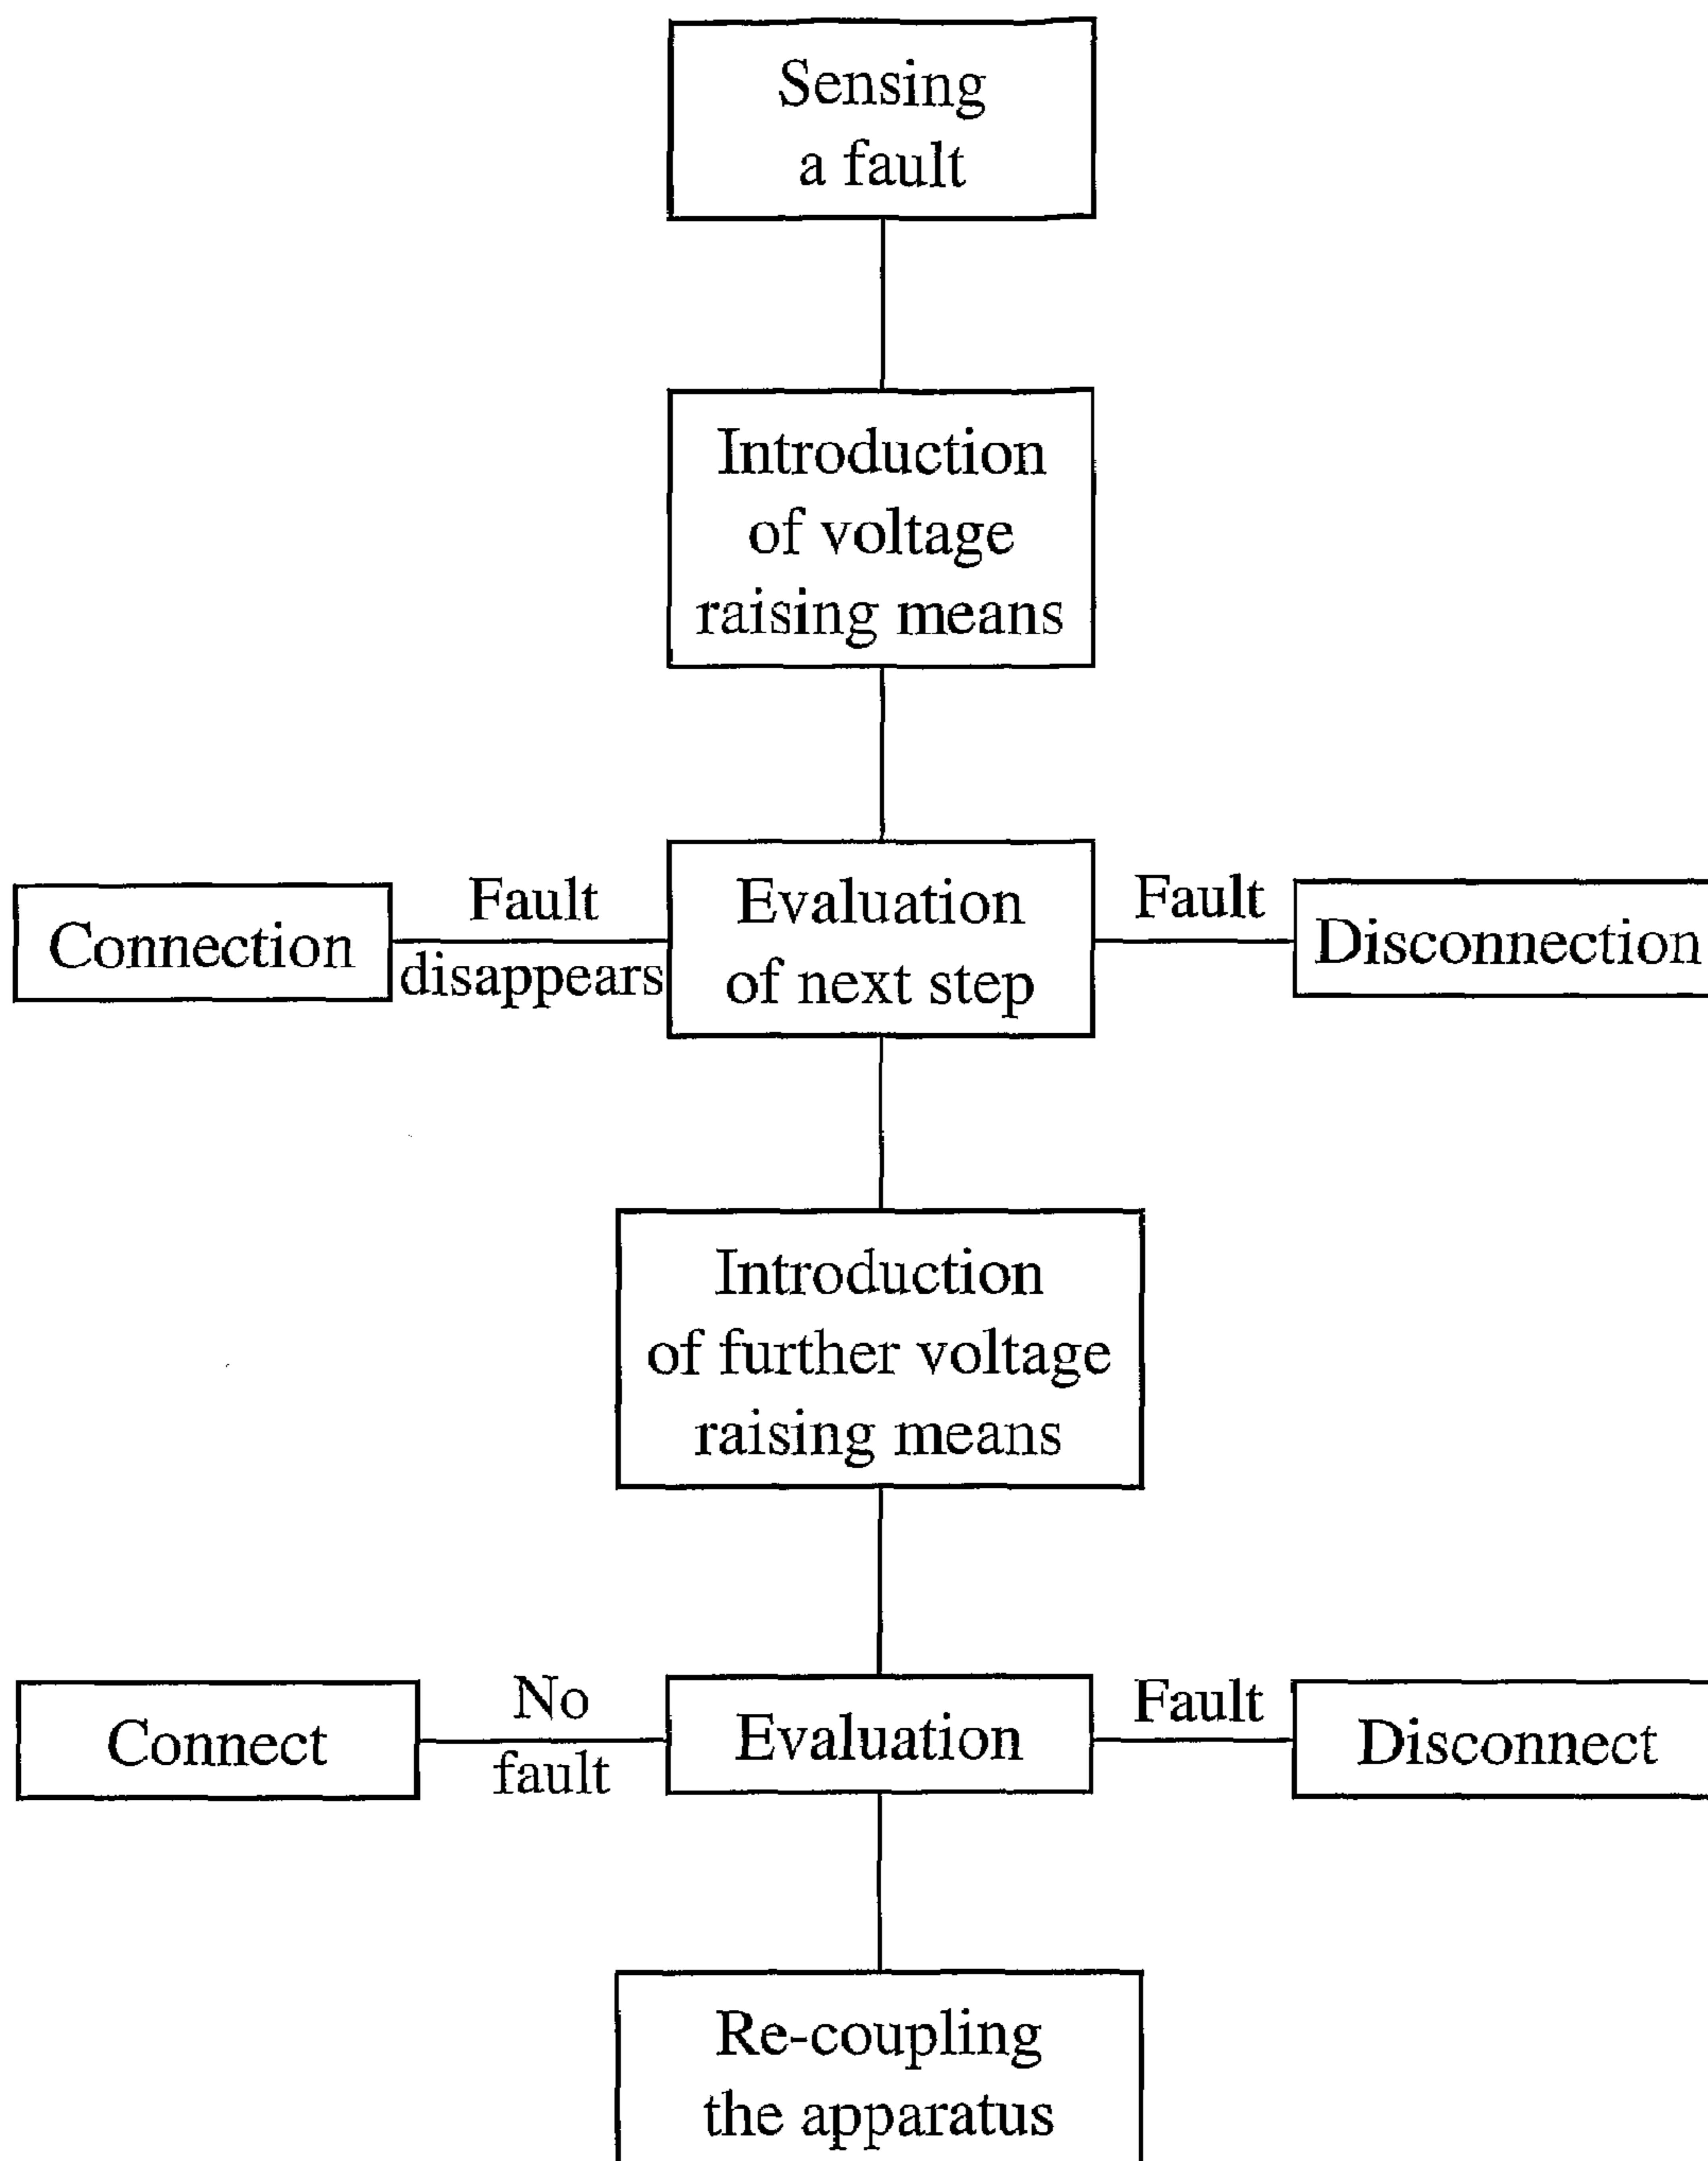 Sensing
a fault
Introduction
of voltage
raising means
Connection
Fault
disappears
Evaluation
of next step
Fault
Disconnection
Introduction
of further voltage
raising means
Connect
No
fault
Evaluation
Fault
Disconnect
Re-coupling
the apparatus